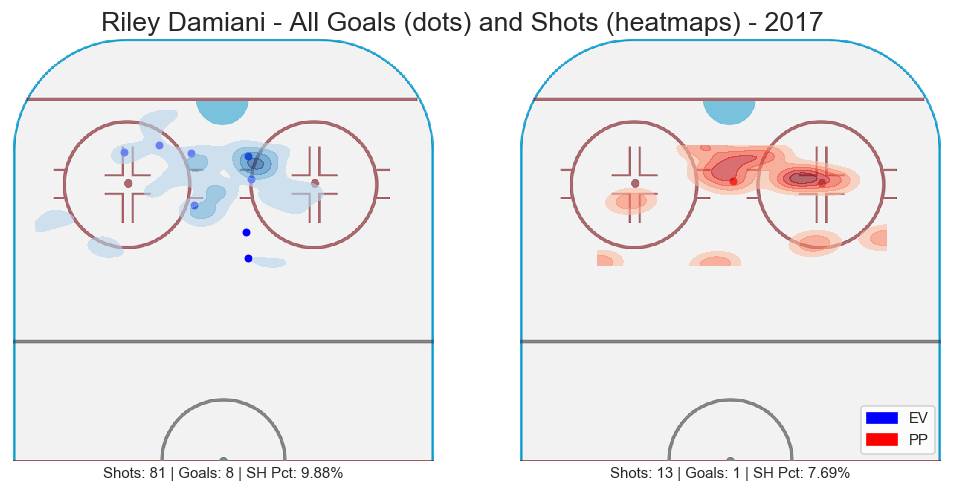 Riley Damiani - All Goals (dots) and Shots (heatmaps) - 2017
EV
PP
Shots: 81 | Goals: 8 | SH Pct: 9.88%
Shots: 13 | Goals: 1 | SH Pct: 7.69%